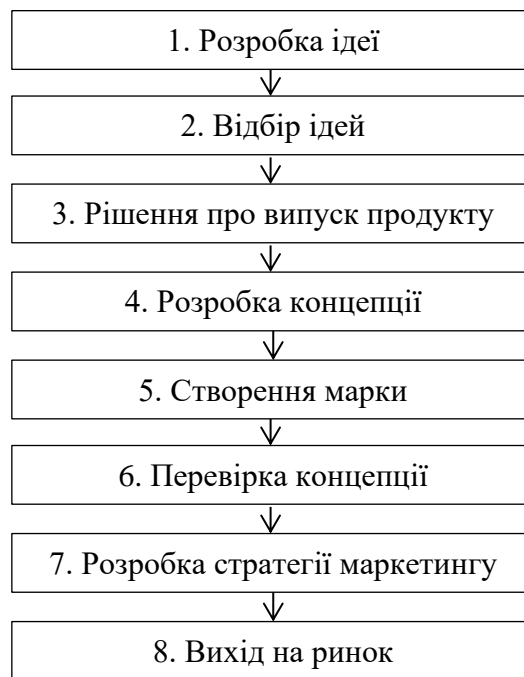 1. Розробка ідеї
2. Відбір ідей
3. Рішення про випуск продукту
4. Розробка концепції
5. Створення марки
6. Перевірка концепції
7. Розробка стратегії маркетингу
8. Вихід на ринок